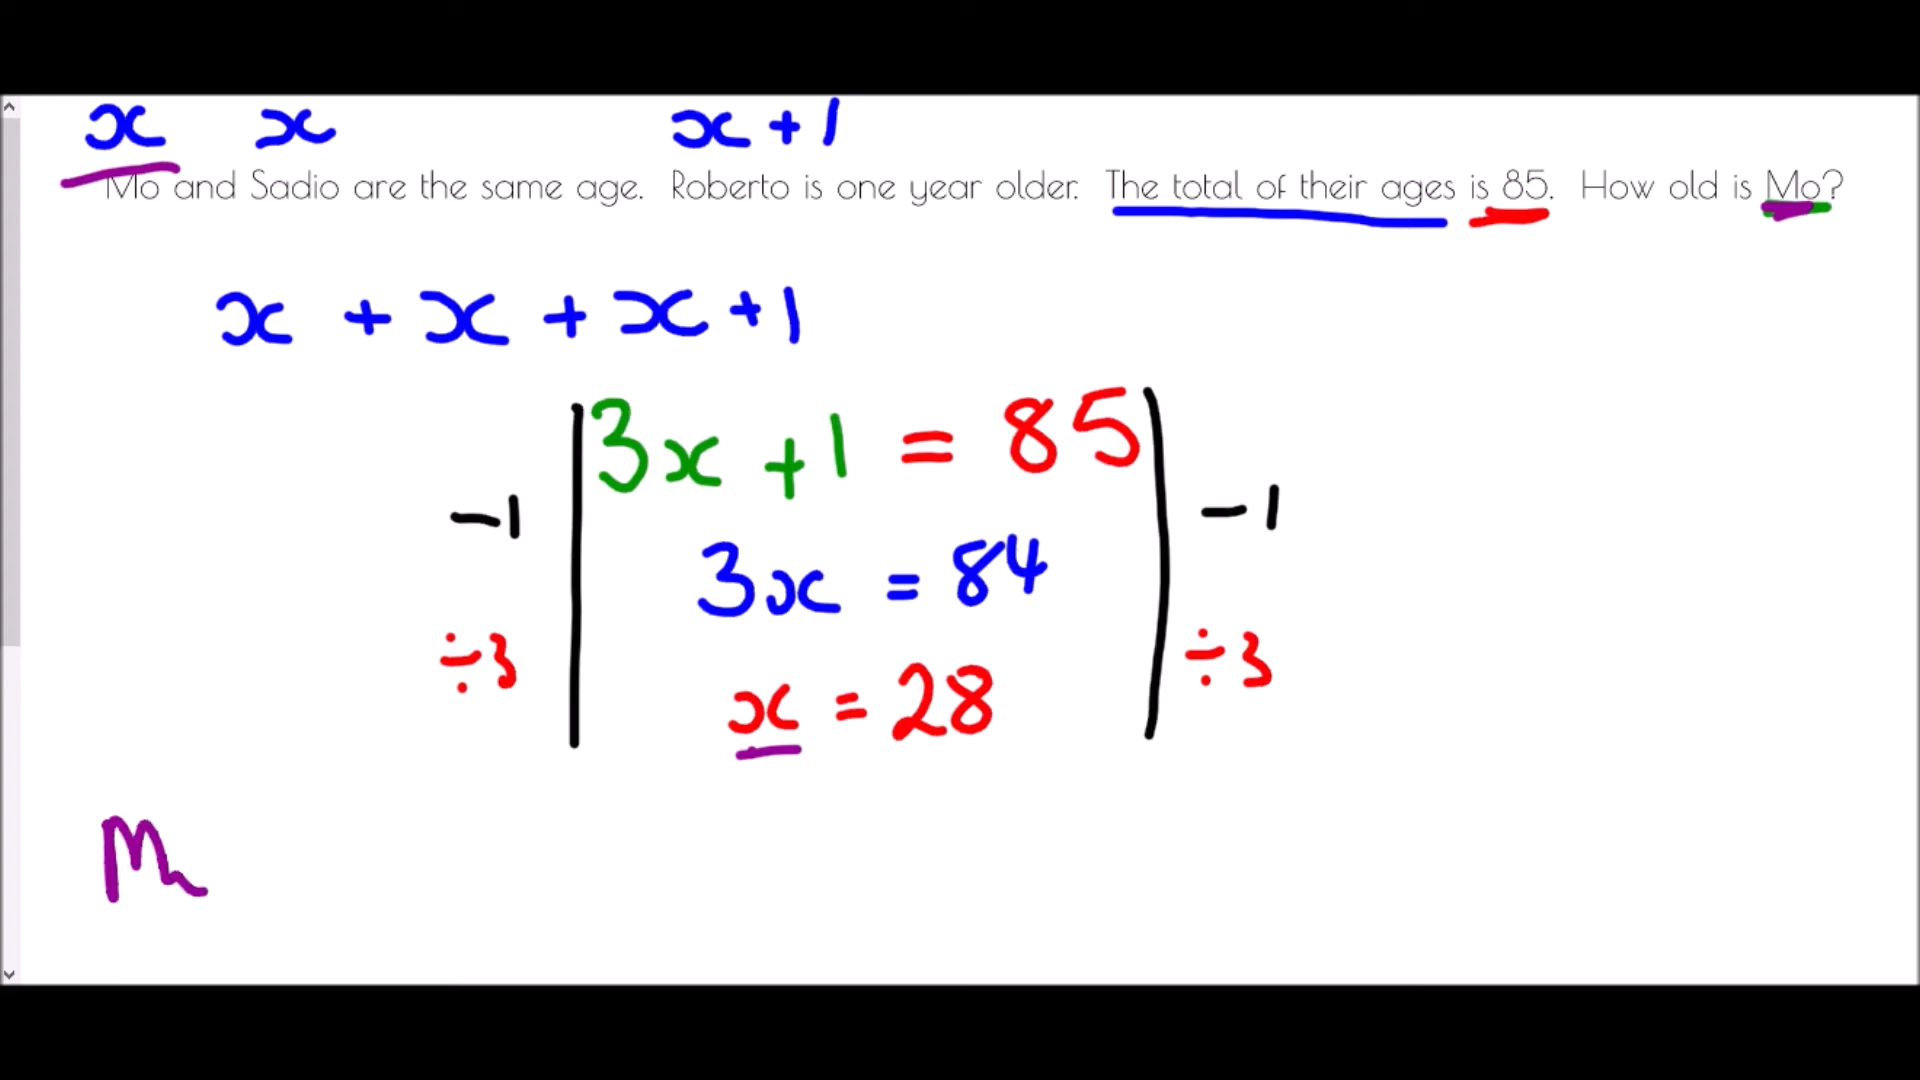 x x x + 1
Mo and Sadio are the same age. Roberto is one year older. The total of their ages is 85. How old is Mo?
x + x + x + 1
3x + 1 = 85
-1 -1
3x = 84
÷3 ÷3
x = 28
M